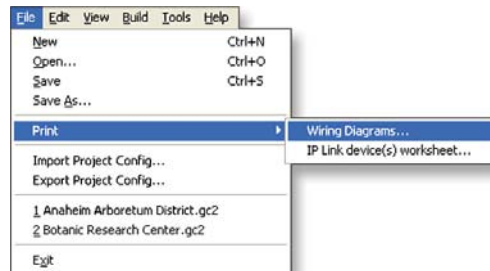 File Edit View Build Tools Help
New Ctrl+N
Open... Ctrl+O
Save Ctrl+S
Save As...
Print
Wiring Diagrams...
IP Link device(s) worksheet...
Import Project Config...
Export Project Config...
1 Anaheim Arboretum District.gc2
2 Botanic Research Center.gc2
Exit